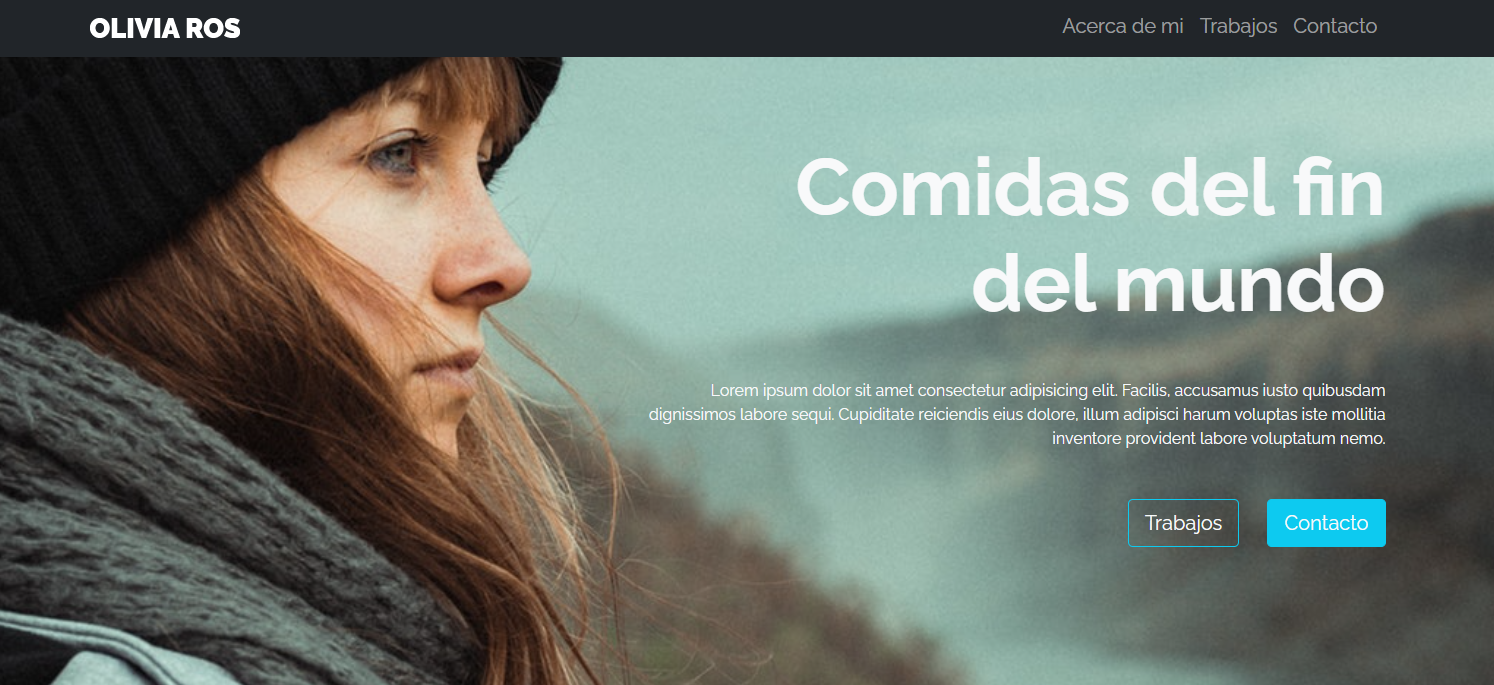 OLIVIA ROS
Acerca de mi Trabajos Contacto
Comidas del fin
del mundo
Lorem ipsum dolor sit amet consectetur adipisicing elit. Facilis, accusamus iusto quibusdam
dignissimos labore sequi. Cupiditate reiciendis eius dolore, illum adipisci harum voluptas iste mollitia
inventore provident labore voluptatum nemo.
Trabajos Contacto